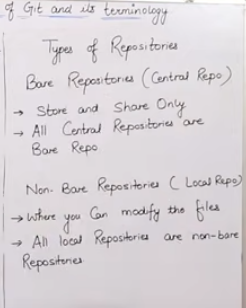 of Git and its terminology
Types of Repositories
Bare Repositories (Central Repo)
→ Store and Share Only
→ All Central Repositories are
Bare Repo
Non-Bare Repositories (Local Repo)
→ Where you Can modify the files
→ All local Repositories are non-bare
Repositories